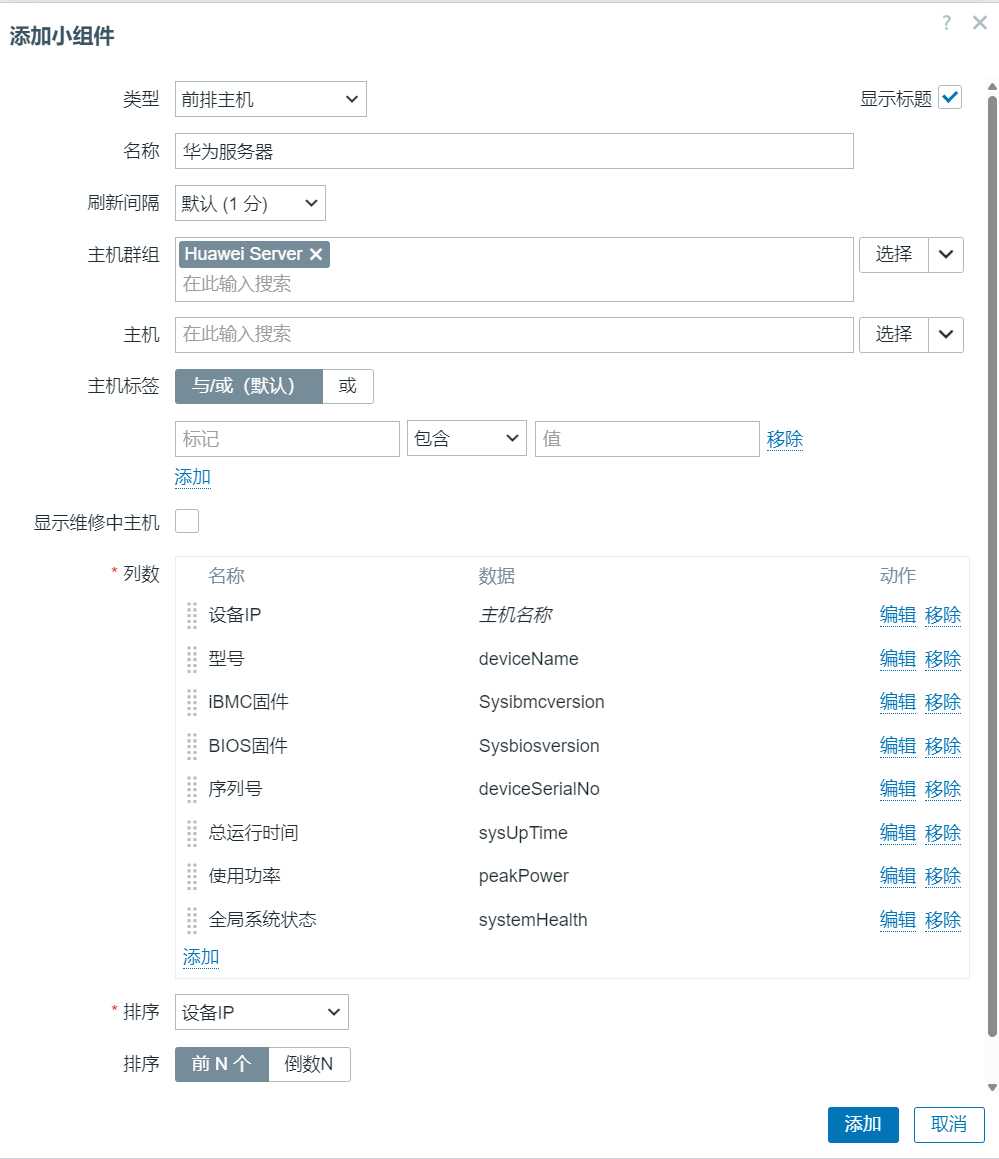 添加小组件
?
类型 前排主机 显示标题
名称 华为服务器
刷新间隔 默认 (1 分)
主机群组 Huawei Server 选择
在此输入搜索
主机 在此输入搜索 选择
主机标签 与/或（默认） 或
标记 包含 值 移除
添加
显示维修中主机
* 列数 名称 数据 动作
设备IP 主机名称 编辑 移除
型号 deviceName 编辑 移除
iBMC固件 Sysibmcversion 编辑 移除
BIOS固件 Sysbiosversion 编辑 移除
序列号 deviceSerialNo 编辑 移除
总运行时间 sysUpTime 编辑 移除
使用功率 peakPower 编辑 移除
全局系统状态 systemHealth 编辑 移除
添加
* 排序 设备IP
排序 前 N 个 倒数N
添加 取消